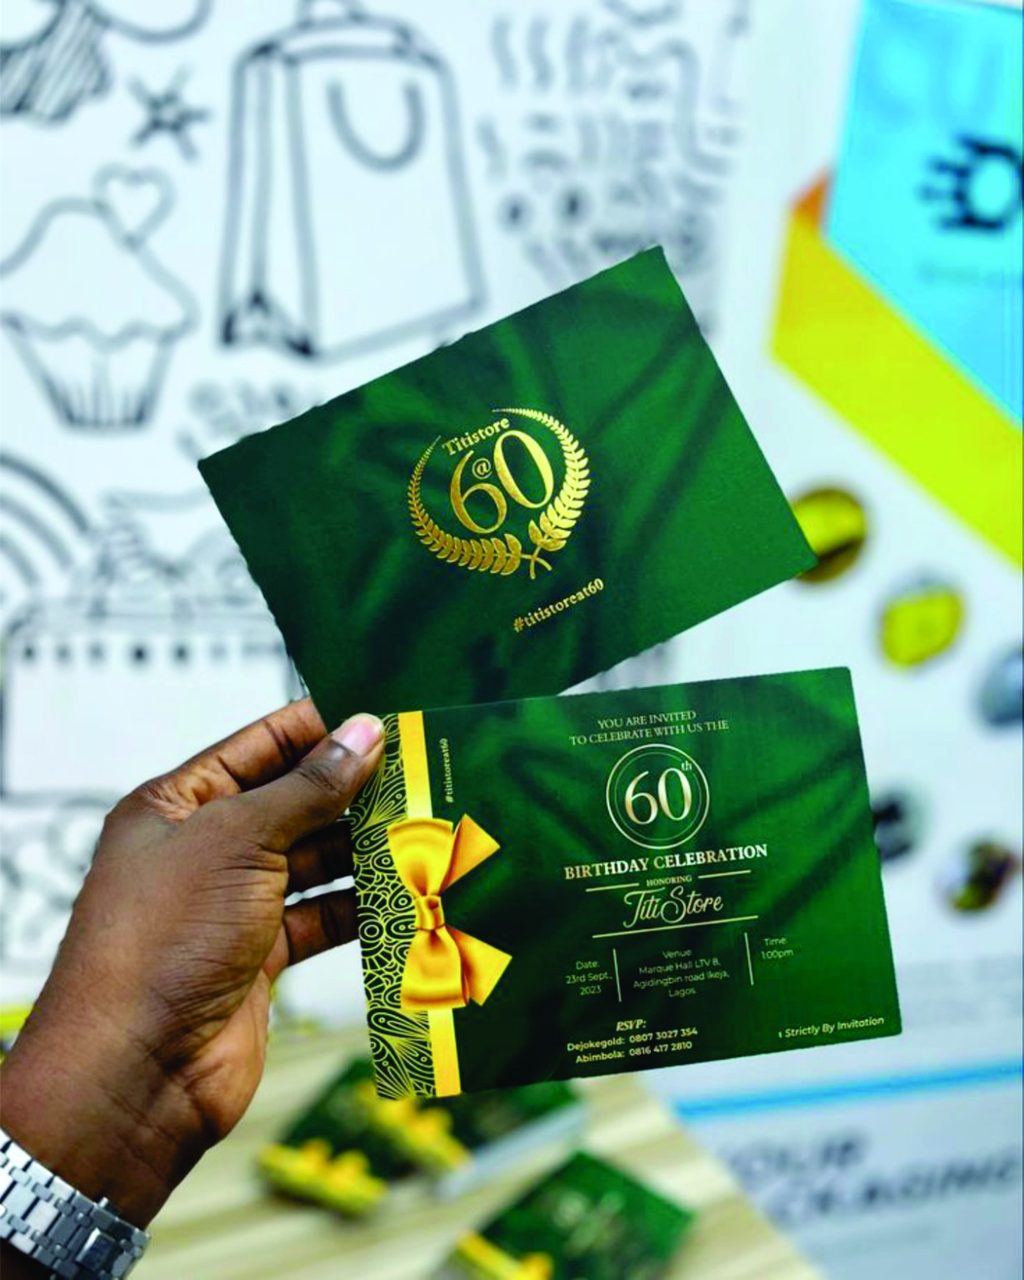 Titistore
6@0
#titistoreat60
#titistoreat60
YOU ARE INVITED
TO CELEBRATE WITH US THE
60th
BIRTHDAY CELEBRATION
HONORING
TitiStore
Date:
23rd Sept.,
2023
Venue:
Marque Hall LTV 8,
Agidingbin road Ikeja,
Lagos.
Time:
1:00pm
RSVP:
Dejokegold: 0807 3027 354
Abimbola: 0816 417 2810
Strictly By Invitation